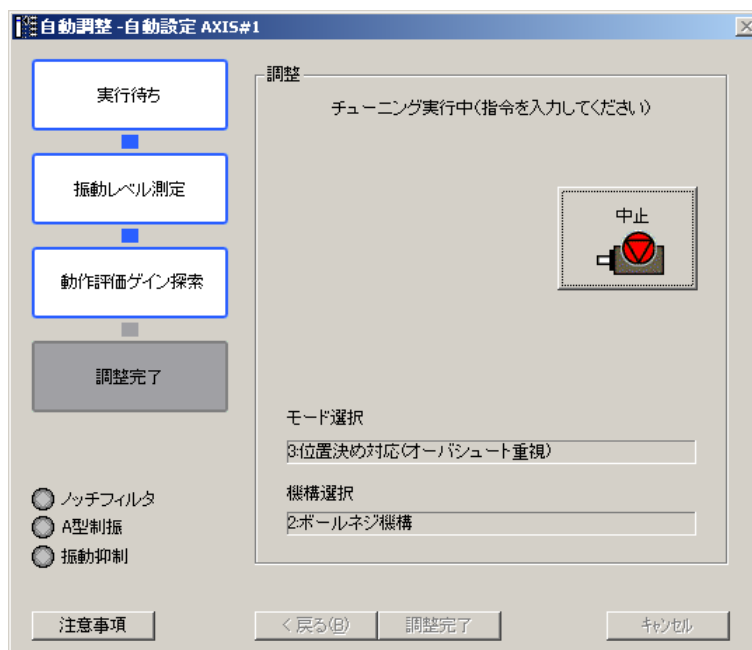 自動調整 -自動設定 AXIS#1
実行待ち
振動レベル測定
動作評価ゲイン探索
調整完了
ノッチフィルタ
A型制振
振動抑制
調整
チューニング実行中(指令を入力してください)
中止
モード選択
3:位置決め対応(オーバシュート重視)
機構選択
2:ボールネジ機構
注意事項
< 戻る(B)
調整完了
キャンセル